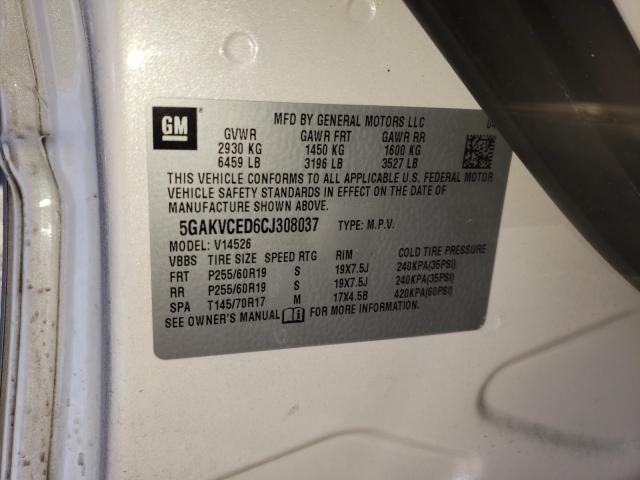 GM
MFD BY GENERAL MOTORS LLC
GVWR GAWR FRT GAWR RR
2930 KG 1450 KG 1600 KG
6459 LB 3196 LB 3527 LB
THIS VEHICLE CONFORMS TO ALL APPLICABLE U.S. FEDERAL MOTOR
VEHICLE SAFETY STANDARDS IN EFFECT ON THE DATE OF
MANUFACTURE SHOWN ABOVE.
5GAKVCED6CJ308037 TYPE: M.P.V.
MODEL: V14526
VBBS TIRE SIZE SPEED RTG RIM COLD TIRE PRESSURE
FRT P255/60R19 S 19X7.5J 240KPA(35PSI)
RR P255/60R19 S 19X7.5J 240KPA(35PSI)
SPA T145/70R17 M 17X4.5B 420KPA(60PSI)
SEE OWNER'S MANUAL FOR MORE INFORMATION.